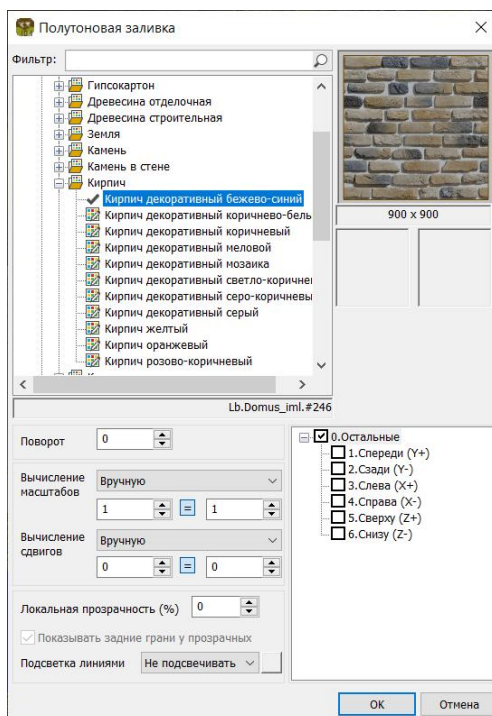 Полутоновая заливка
Фильтр:
Гипсокартон
Древесина отделочная
Древесина строительная
Земля
Камень
Камень в стене
Кирпич
Кирпич декоративный бежево-синий
Кирпич декоративный коричнево-бель
Кирпич декоративный коричневый
Кирпич декоративный меловой
Кирпич декоративный мозаика
Кирпич декоративный светло-коричне
Кирпич декоративный серо-коричневы
Кирпич декоративный серый
Кирпич желтый
Кирпич оранжевый
Кирпич розово-коричневый
900 x 900
Lb.Domus_iml.#246
Поворот 0
Вычисление масштабов Вручную
1 = 1
Вычисление сдвигов Вручную
0 = 0
Локальная прозрачность (%) 0
Показывать задние грани у прозрачных
Подсветка линиями Не подсвечивать
0.Остальные
1.Спереди (Y+)
2.Сзади (Y-)
3.Слева (X+)
4.Справа (X-)
5.Сверху (Z+)
6.Снизу (Z-)
ОК Отмена